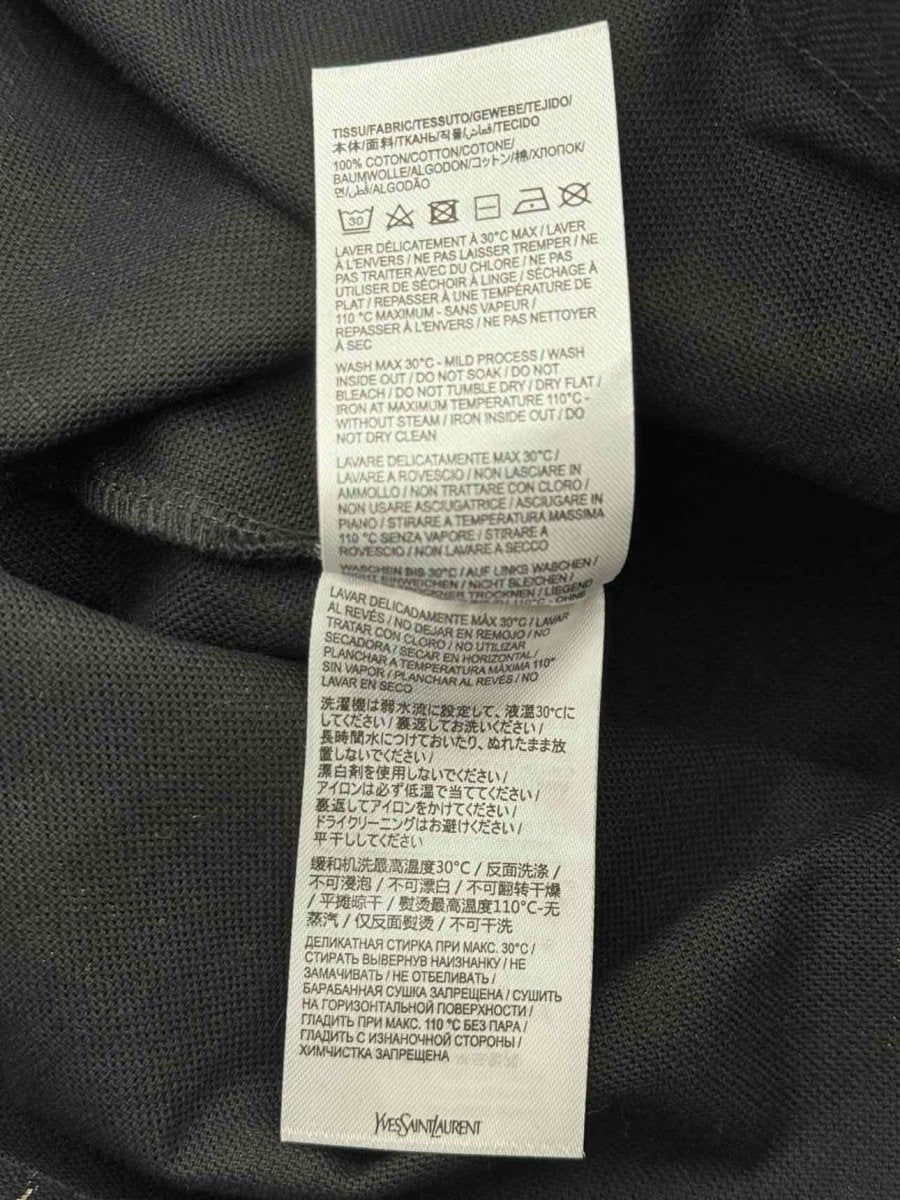 TISSU/FABRIC/TESSUTO/GEWEBE/TEJIDO/
本体/面料/ТКАНЬ/직물/قماش/TECIDO
100% COTON/COTTON/COTONE/
BAUMWOLLE/ALGODON/コットン/棉/ХЛОПОК/
면/قطن/ALGODÃO
30
LAVER DÉLICATEMENT À 30°C MAX / LAVER
À L'ENVERS / NE PAS LAISSER TREMPER / NE
PAS TRAITER AVEC DU CHLORE / NE PAS
UTILISER DE SÉCHOIR À LINGE / SÉCHAGE À
PLAT / REPASSER À UNE TEMPÉRATURE DE
110 °C MAXIMUM - SANS VAPEUR /
REPASSER À L'ENVERS / NE PAS NETTOYER
À SEC
WASH MAX 30°C - MILD PROCESS / WASH
INSIDE OUT / DO NOT SOAK / DO NOT
BLEACH / DO NOT TUMBLE DRY / DRY FLAT /
IRON AT MAXIMUM TEMPERATURE 110°C -
WITHOUT STEAM / IRON INSIDE OUT / DO
NOT DRY CLEAN
LAVARE DELICATAMENTE MAX 30°C /
LAVARE A ROVESCIO / NON LASCIARE IN
AMMOLLO / NON TRATTARE CON CLORO /
NON USARE ASCIUGATRICE / ASCIUGARE IN
PIANO / STIRARE A TEMPERATURA MASSIMA
110 °C SENZA VAPORE / STIRARE A
ROVESCIO / NON LAVARE A SECCO
WASCHEN BIS 30°C / AUF LINKS WASCHEN /
EINWEICHEN / NICHT BLEICHEN /
TROCKNEN / LIEGEND
110°C - OHNE
LAVAR DELICADAMENTE MÁX 30°C / LAVAR
AL REVÉS / NO DEJAR EN REMOJO / NO
TRATAR CON CLORO / NO UTILIZAR
SECADORA / SECAR EN HORIZONTAL /
PLANCHAR A TEMPERATURA MÁXIMA 110°
SIN VAPOR / PLANCHAR AL REVÉS / NO
LAVAR EN SECO
洗濯機は弱水流に設定して、液温30℃に
してください / 裏返してお洗いください /
長時間水につけておいたり、ぬれたまま放
置しないでください /
漂白剤を使用しないでください /
アイロンは必ず低温で当ててください /
裏返してアイロンをかけてください /
ドライクリーニングはお避けください /
平干ししてください
缓和机洗最高温度30°C / 反面洗涤 /
不可浸泡 / 不可漂白 / 不可翻转干燥
/ 平摊晾干 / 熨烫最高温度110°C-无
蒸汽 / 仅反面熨烫 / 不可干洗
ДЕЛИКАТНАЯ СТИРКА ПРИ МАКС. 30°C /
СТИРАТЬ ВЫВЕРНУВ НАИЗНАНКУ / НЕ
ЗАМАЧИВАТЬ / НЕ ОТБЕЛИВАТЬ /
БАРАБАННАЯ СУШКА ЗАПРЕЩЕНА / СУШИТЬ
НА ГОРИЗОНТАЛЬНОЙ ПОВЕРХНОСТИ /
ГЛАДИТЬ ПРИ МАКС. 110 °C БЕЗ ПАРА /
ГЛАДИТЬ С ИЗНАНОЧНОЙ СТОРОНЫ /
ХИМЧИСТКА ЗАПРЕЩЕНА
YVESSAINTLAURENT